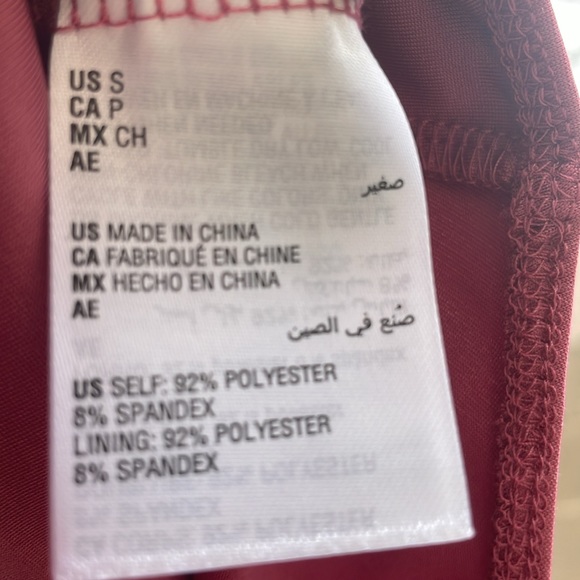 US S
CA P
MX CH
AE
صغير
US MADE IN CHINA
CA FABRIQUÉ EN CHINE
MX HECHO EN CHINA
AE
صُنع في الصين
US SELF: 92% POLYESTER
8% SPANDEX
LINING: 92% POLYESTER
8% SPANDEX